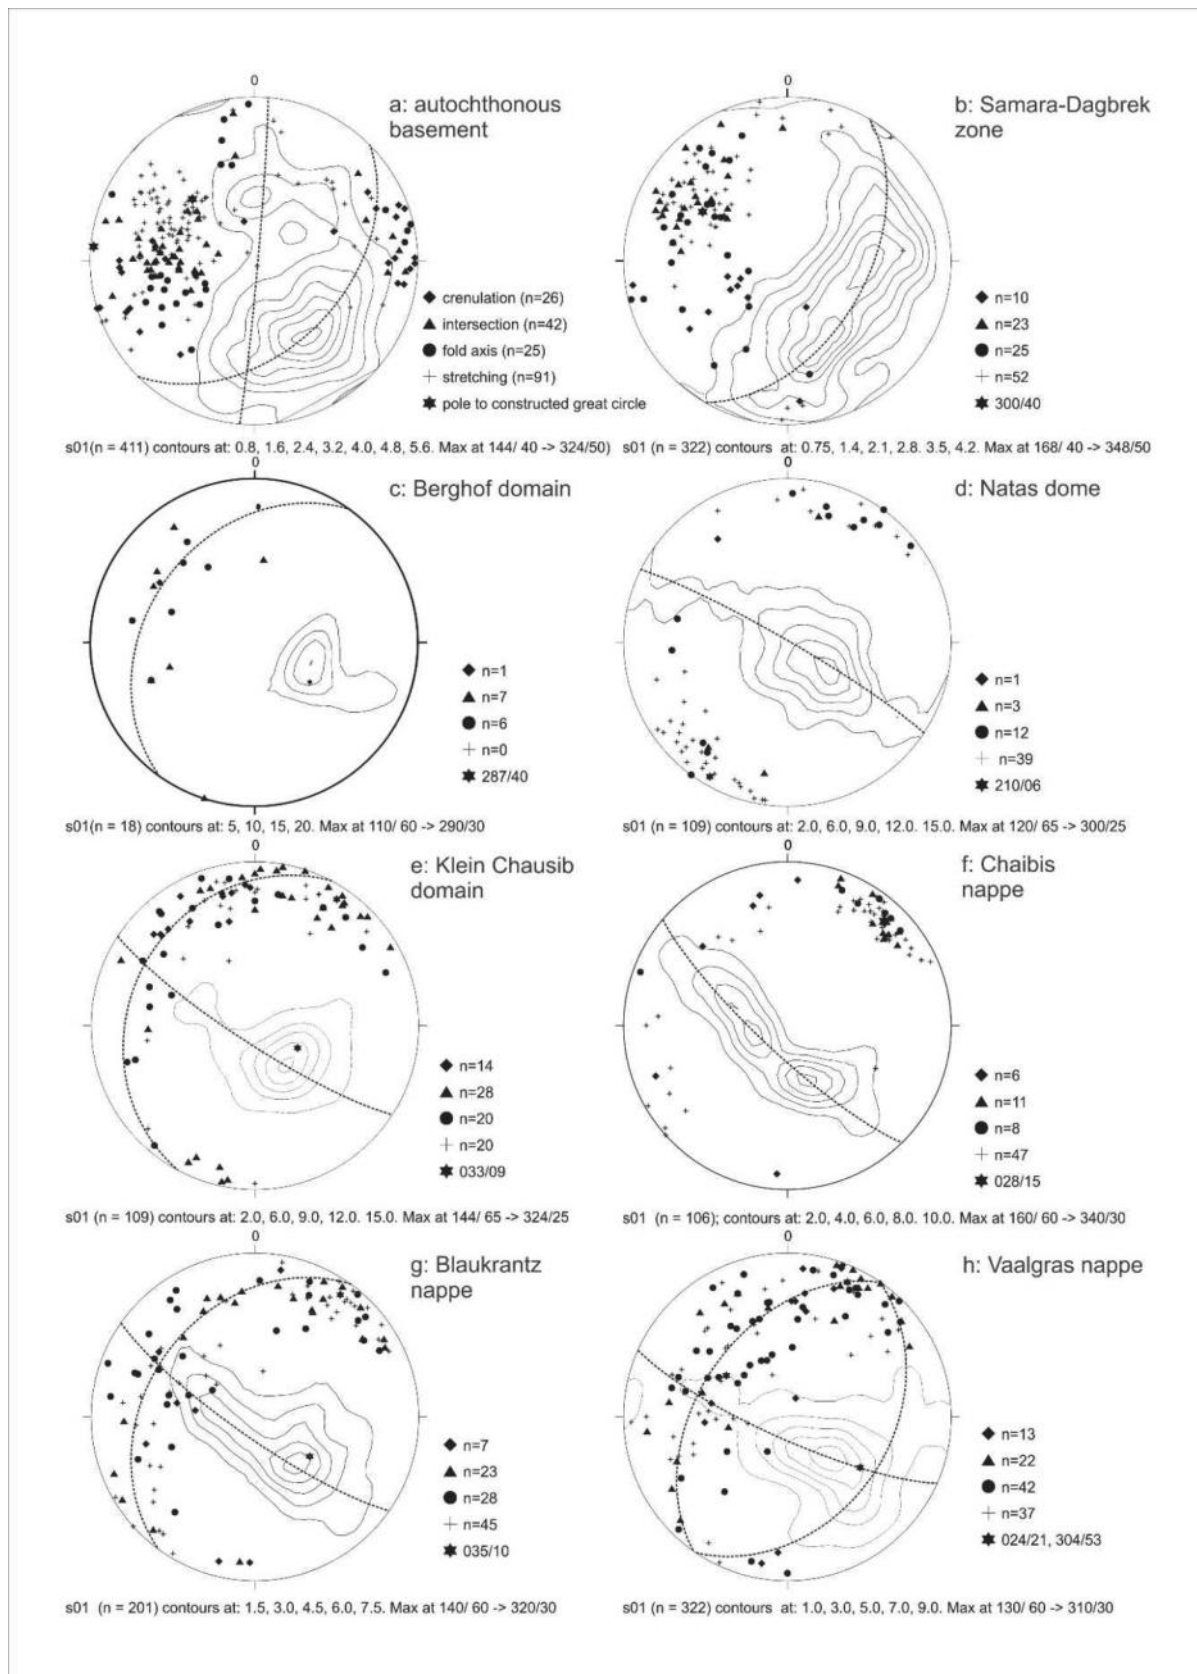 0
a: autochthonous
basement
crenulation (n=26)
intersection (n=42)
fold axis (n=25)
stretching (n=91)
pole to constructed great circle
s01(n = 411) contours at: 0.8, 1.6, 2.4, 3.2, 4.0, 4.8, 5.6. Max at 144/ 40 -> 324/50)
0
b: Samara-Dagbrek
zone
n=10
n=23
n=25
n=52
300/40
s01 (n = 322) contours at: 0.75, 1.4, 2.1, 2.8. 3.5, 4.2. Max at 168/ 40 -> 348/50
0
c: Berghof domain
n=1
n=7
n=6
n=0
287/40
s01(n = 18) contours at: 5, 10, 15, 20. Max at 110/ 60 -> 290/30
0
d: Natas dome
n=1
n=3
n=12
n=39
210/06
s01 (n = 109) contours at: 2.0, 6.0, 9.0, 12.0. 15.0. Max at 120/ 65 -> 300/25
0
e: Klein Chausib
domain
n=14
n=28
n=20
n=20
033/09
s01 (n = 109) contours at: 2.0, 6.0, 9.0, 12.0. 15.0. Max at 144/ 65 -> 324/25
0
f: Chaibis
nappe
n=6
n=11
n=8
n=47
028/15
s01 (n = 106); contours at: 2.0, 4.0, 6.0, 8.0. 10.0. Max at 160/ 60 -> 340/30
0
g: Blaukrantz
nappe
n=7
n=23
n=28
n=45
035/10
s01 (n = 201) contours at: 1.5, 3.0, 4.5, 6.0, 7.5. Max at 140/ 60 -> 320/30
0
h: Vaalgras nappe
n=13
n=22
n=42
n=37
024/21, 304/53
s01 (n = 322) contours at: 1.0, 3.0, 5.0, 7.0, 9.0. Max at 130/ 60 -> 310/30